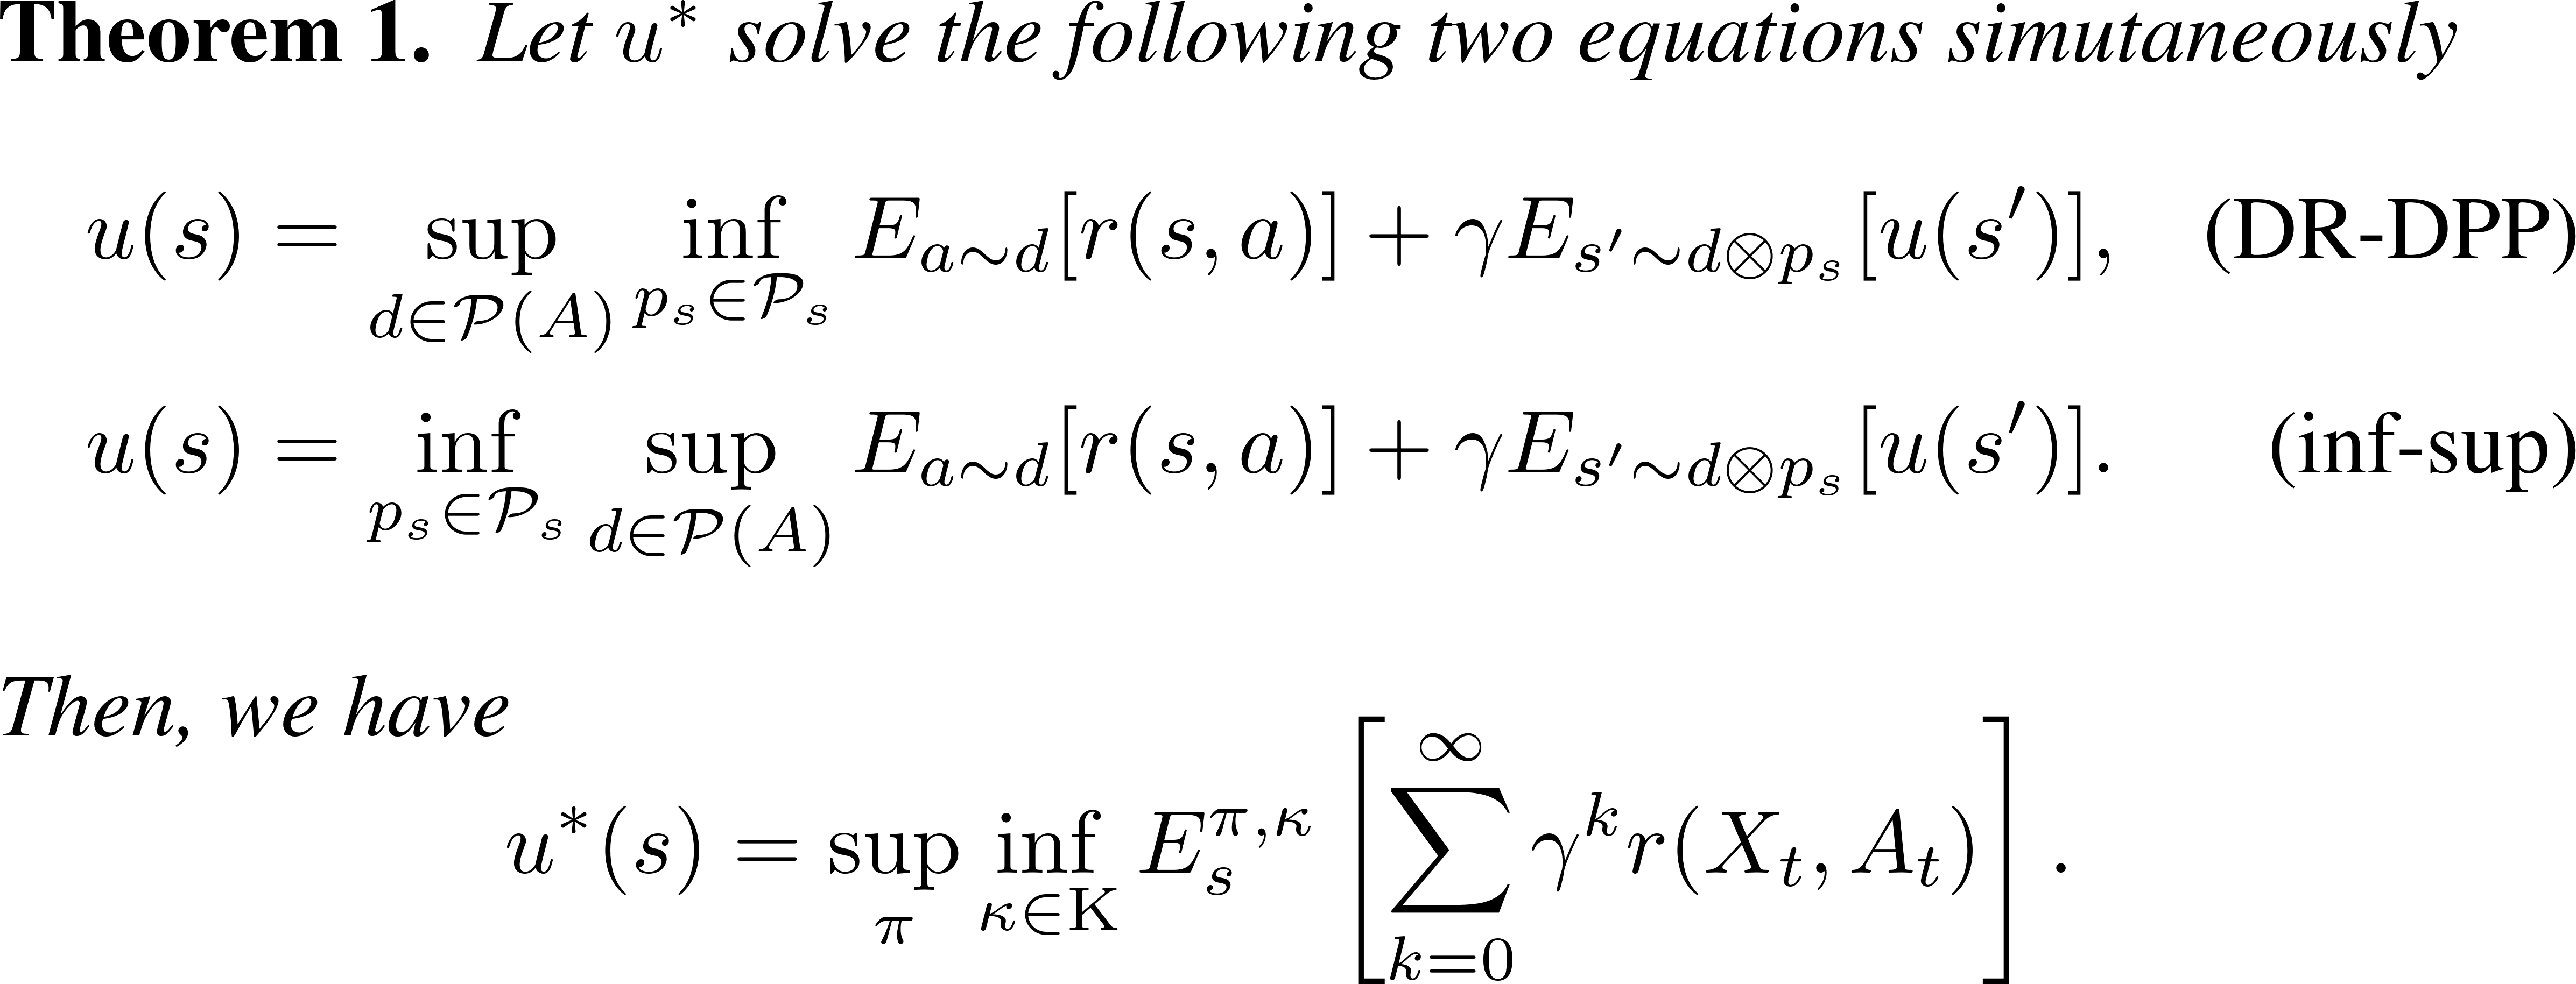 Theorem 1. Let u* solve the following two equations simutaneously
u(s) = sup_{d∈𝒫(A)} inf_{p_s∈𝒫_s} E_{a∼d}[r(s, a)] + γE_{s′∼d⊗p_s}[u(s′)], (DR-DPP)
u(s) = inf_{p_s∈𝒫_s} sup_{d∈𝒫(A)} E_{a∼d}[r(s, a)] + γE_{s′∼d⊗p_s}[u(s′)]. (inf-sup)
Then, we have
u*(s) = sup_π inf_{κ∈K} E_s^{π,κ} [∑_{k=0}^∞ γ^k r(X_t, A_t)].